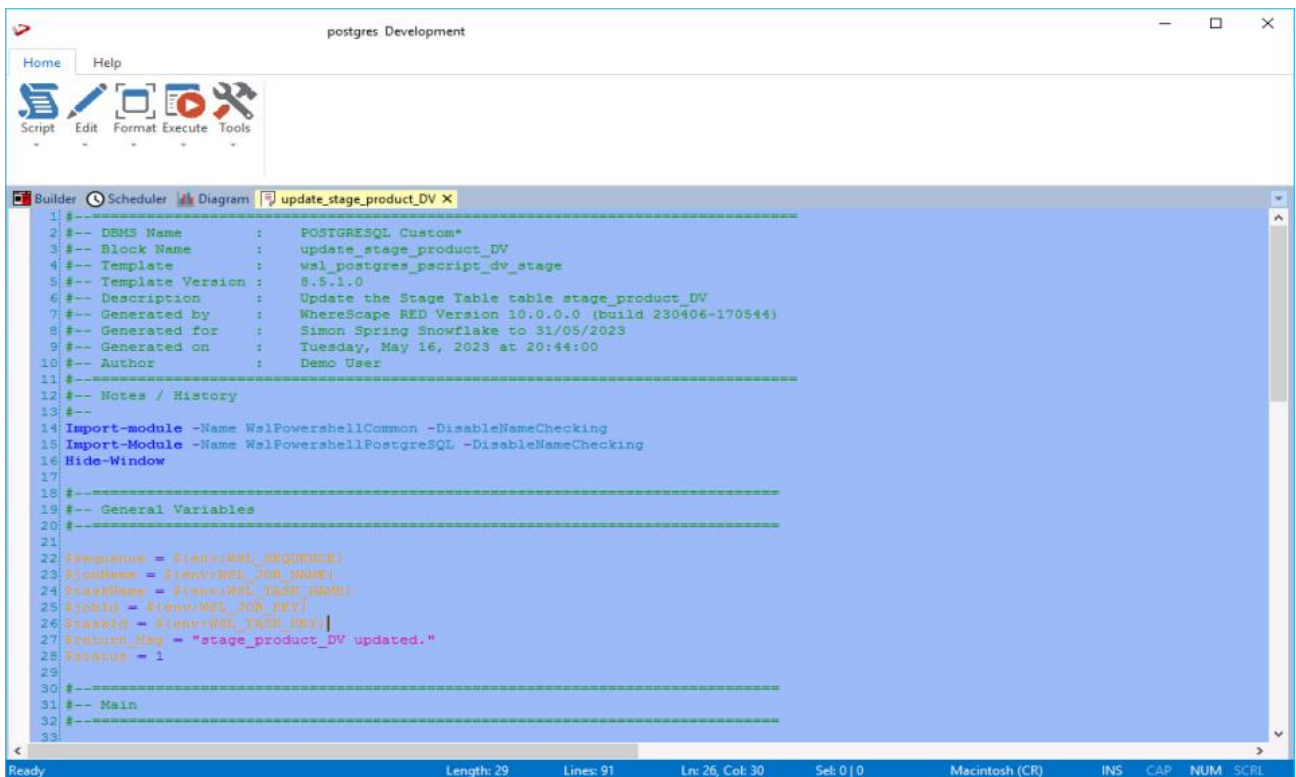 postgres Development
Home Help
Script Edit Format Execute Tools
Builder Scheduler Diagram update_stage_product_DV
1 #--==============================================================================
2 #-- DBMS Name : POSTGRESQL Custom*
3 #-- Block Name : update_stage_product_DV
4 #-- Template : wsl_postgres_pscript_dv_stage
5 #-- Template Version : 8.5.1.0
6 #-- Description : Update the Stage Table table stage_product_DV
7 #-- Generated by : WhereScape RED Version 10.0.0.0 (build 230406-170544)
8 #-- Generated for : Simon Spring Snowflake to 31/05/2023
9 #-- Generated on : Tuesday, May 16, 2023 at 20:44:00
10 #-- Author : Demo User
11 #--==============================================================================
12 #-- Notes / History
13 #--
14 Import-module -Name WslPowershellCommon -DisableNameChecking
15 Import-Module -Name WslPowershellPostgreSQL -DisableNameChecking
16 Hide-Window
17
18 #--============================================================================
19 #-- General Variables
20 #--============================================================================
21
22 $sequence = ${env:WSL_SEQUENCE}
23 $jobName = ${env:WSL_JOB_NAME}
24 $taskName = ${env:WSL_TASK_NAME}
25 $jobId = ${env:WSL_JOB_KEY}
26 $taskId = ${env:WSL_TASK_KEY}
27 $return_Msg = "stage_product_DV updated."
28 $status = 1
29
30 #--============================================================================
31 #-- Main
32 #--============================================================================
33
Ready Length: 29 Lines: 91 Ln: 26, Col: 30 Sel: 0 | 0 Macintosh (CR) INS CAP NUM SCRL